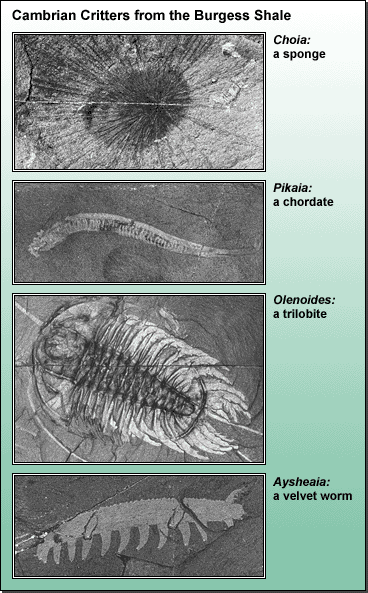 Cambrian Critters from the Burgess Shale
Choia:
a sponge
Pikaia:
a chordate
Olenoides:
a trilobite
Aysheaia:
a velvet worm